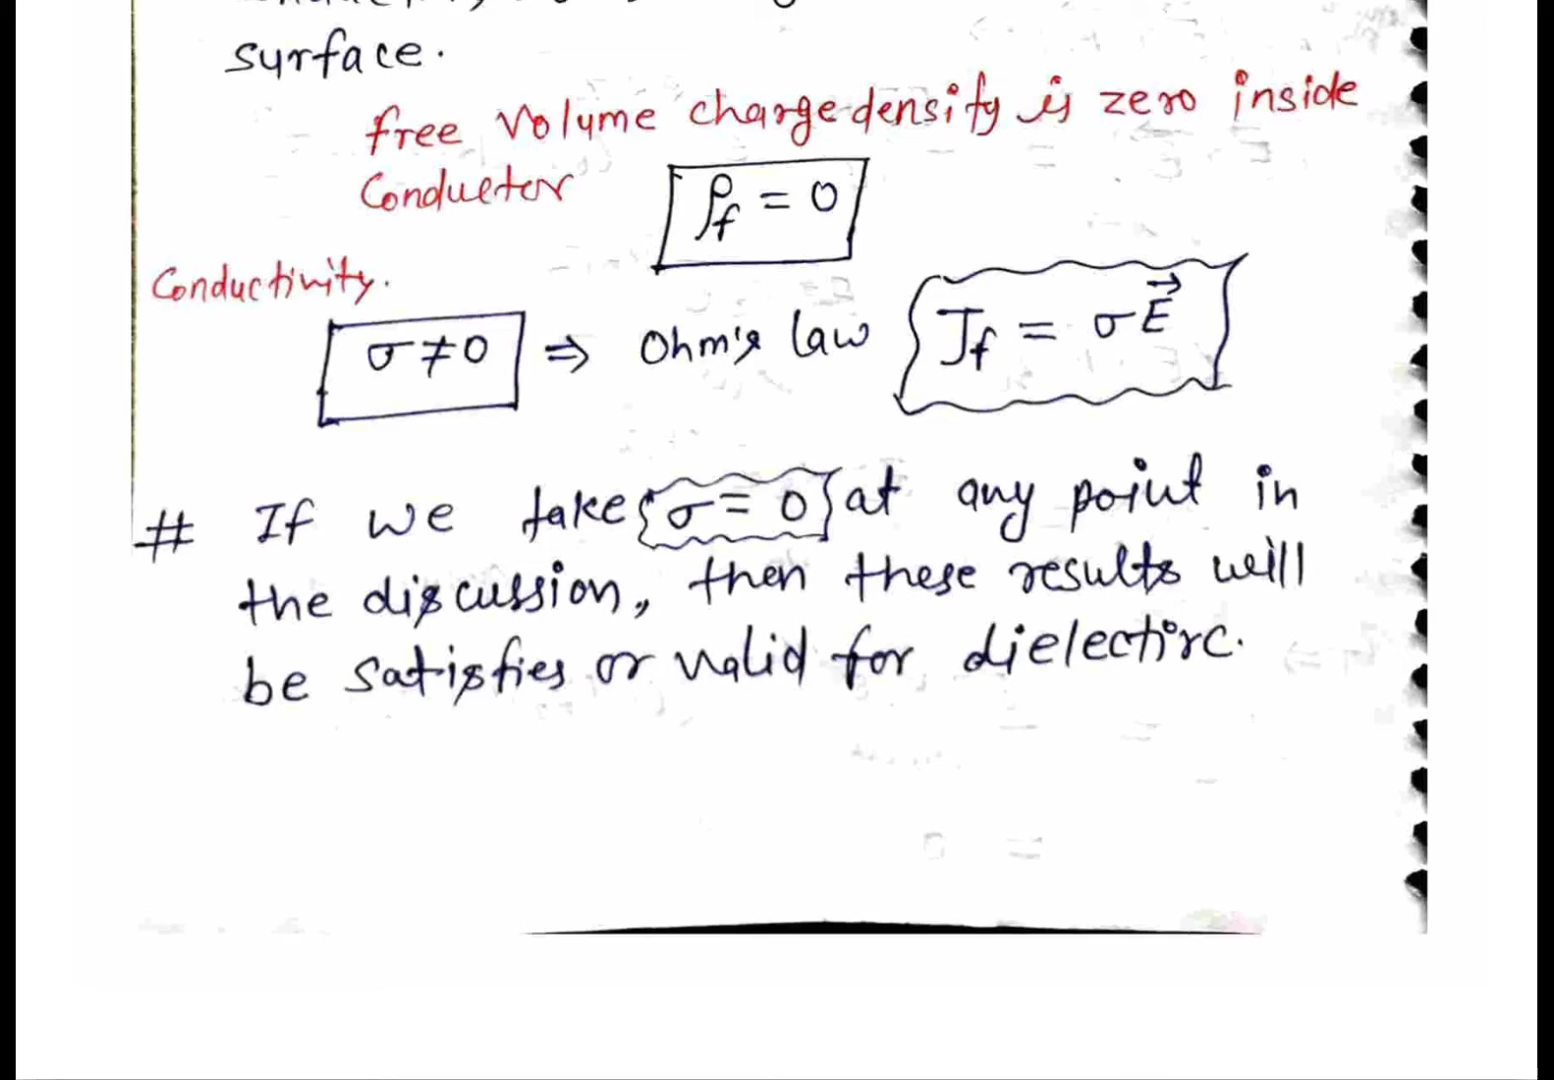 surface.
free volume charge density is zero inside
Conductor ρf = 0
Conductivity.
σ ≠ 0 ⇒ Ohm's law Jf = σE⃗
# If we take σ = 0 at any point in
the discussion, then these results will
be satisfies or valid for dielectirc.